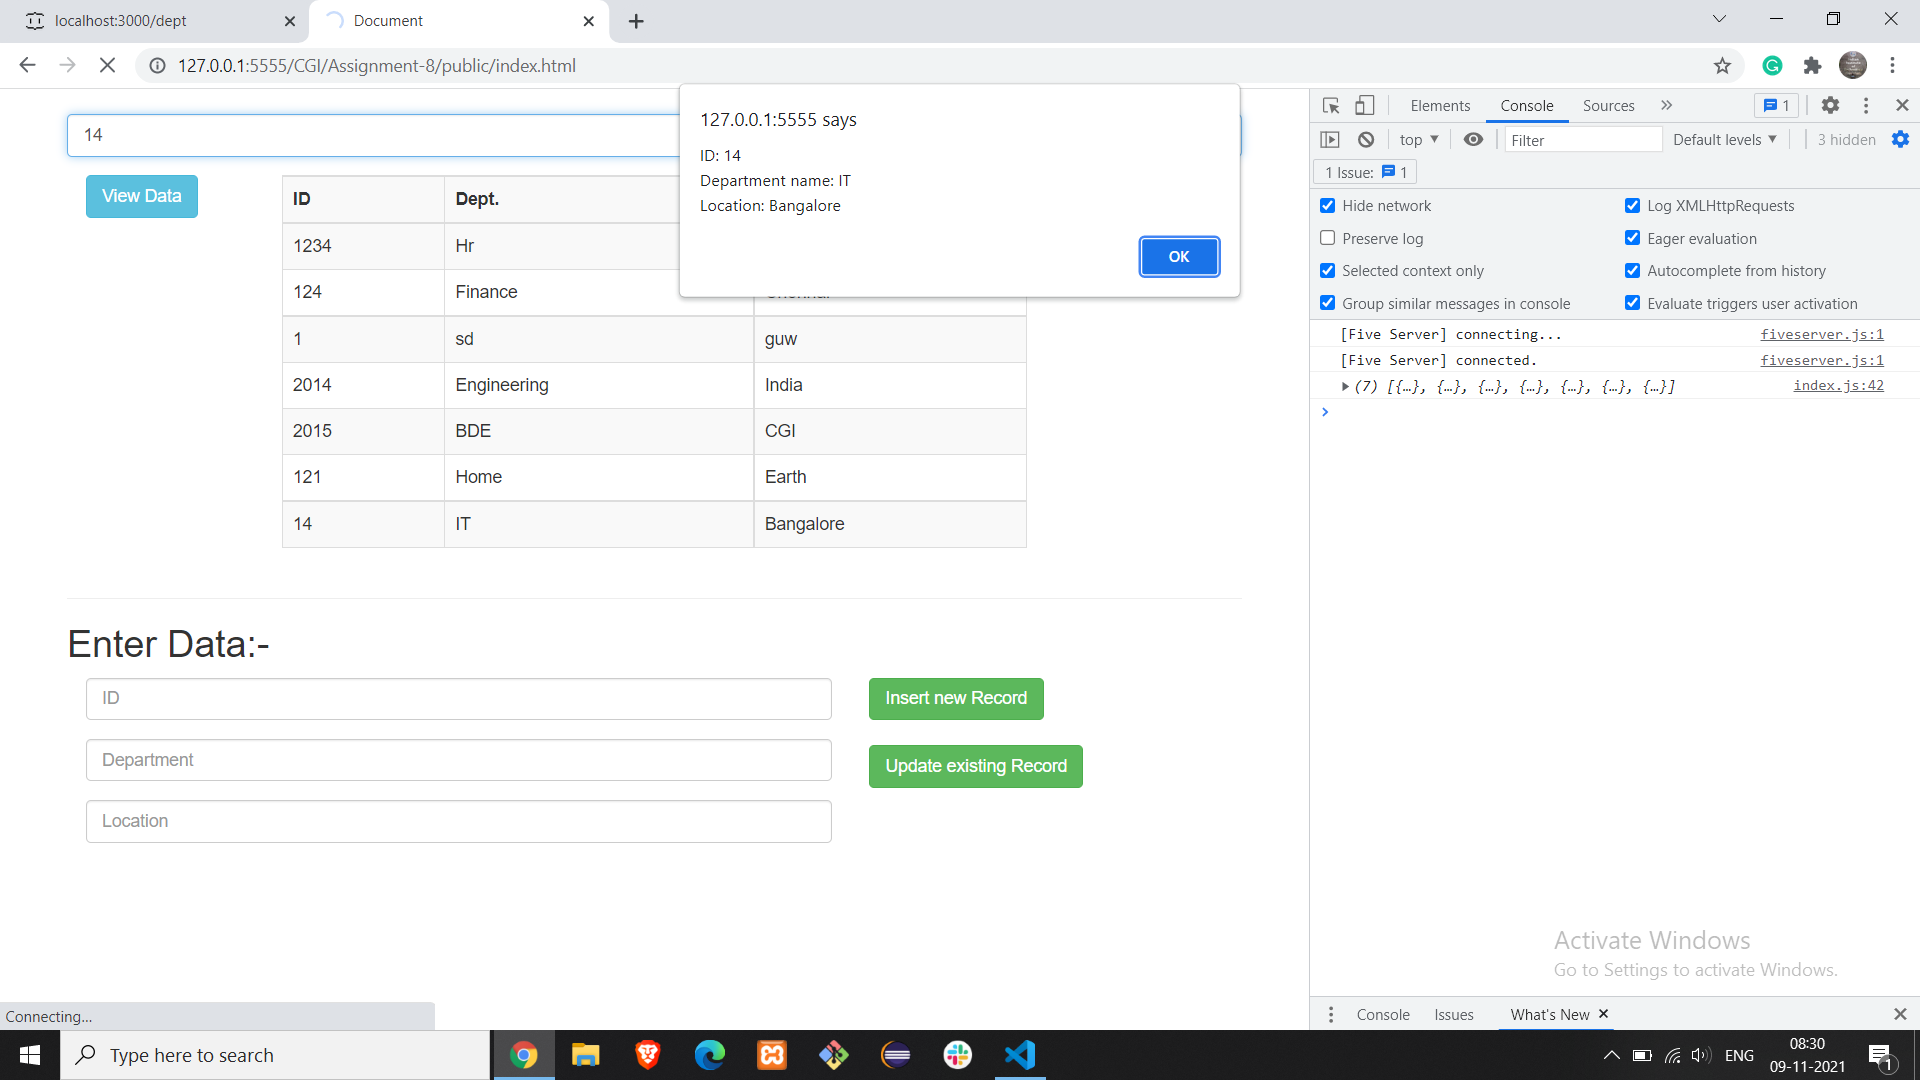 localhost:3000/dept
Document
127.0.0.1:5555/CGI/Assignment-8/public/index.html
14
127.0.0.1:5555 says
ID: 14
Department name: IT
Location: Bangalore
OK
View Data
ID Dept.
1234 Hr
124 Finance
1 sd guw
2014 Engineering India
2015 BDE CGI
121 Home Earth
14 IT Bangalore
Enter Data:-
ID
Department
Location
Insert new Record
Update existing Record
Connecting...
Elements Console Sources 1
top Filter Default levels 3 hidden
1 Issue: 1
Hide network Log XMLHttpRequests
Preserve log Eager evaluation
Selected context only Autocomplete from history
Group similar messages in console Evaluate triggers user activation
[Five Server] connecting... fiveserver.js:1
[Five Server] connected. fiveserver.js:1
(7) [{…}, {…}, {…}, {…}, {…}, {…}, {…}] index.js:42
Activate Windows
Go to Settings to activate Windows.
Console Issues What's New
Type here to search
ENG
08:30
09-11-2021
1